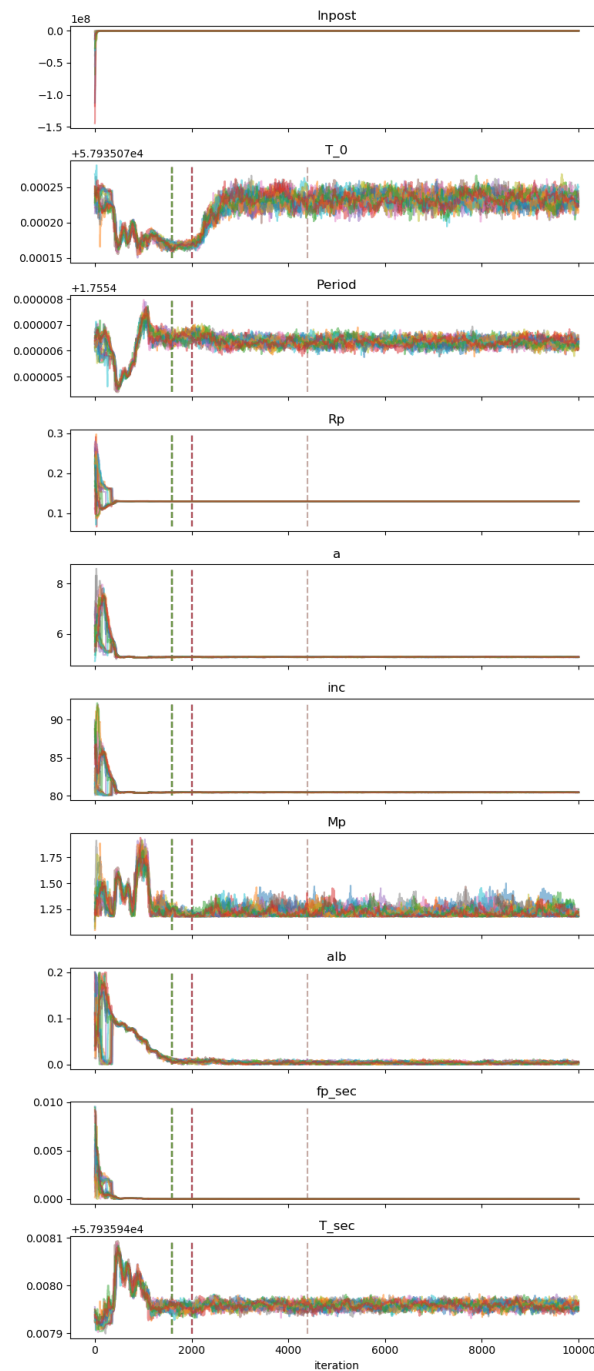 lnpost
1e8
0.0
−0.5
−1.0
−1.5
T_0
+5.793507e4
0.00025
0.00020
0.00015
Period
+1.7554
0.000008
0.000007
0.000006
0.000005
Rp
0.3
0.2
0.1
a
8
6
inc
90
85
80
Mp
1.75
1.50
1.25
alb
0.2
0.1
0.0
fp_sec
0.010
0.005
0.000
T_sec
+5.793594e4
0.0081
0.0080
0.0079
0 2000 4000 6000 8000 10000
iteration